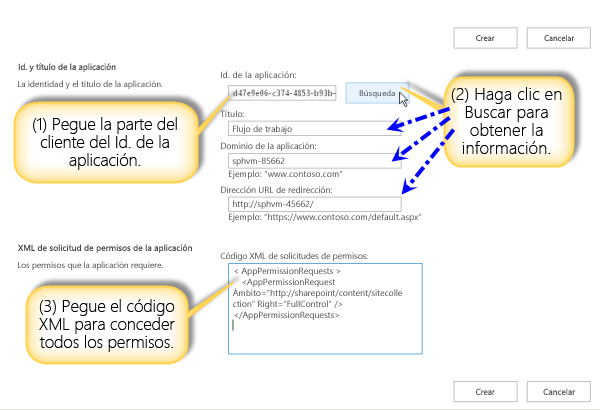 Crear Cancelar
Id. y título de la aplicación
La identidad y el título de la aplicación.
Id. de la aplicación:
d47e9e06-c374-4853-b93b-
Búsqueda
Título:
Flujo de trabajo
Dominio de la aplicación:
sphvm-85662
Ejemplo: "www.contoso.com"
Dirección URL de redirección:
http://sphvm-45662/
Ejemplo: "https://www.contoso.com/default.aspx"
(1) Pegue la parte del
cliente del Id. de la
aplicación.
(2) Haga clic en
Buscar para
obtener la
información.
XML de solicitud de permisos de la aplicación
Los permisos que la aplicación requiere.
Código XML de solicitudes de permisos:
< AppPermissionRequests >
<AppPermissionRequest
Ámbito="http://sharepoint/content/sitecolle
ction" Right="FullControl" />
</AppPermissionRequests>
(3) Pegue el código
XML para conceder
todos los permisos.
Crear Cancelar